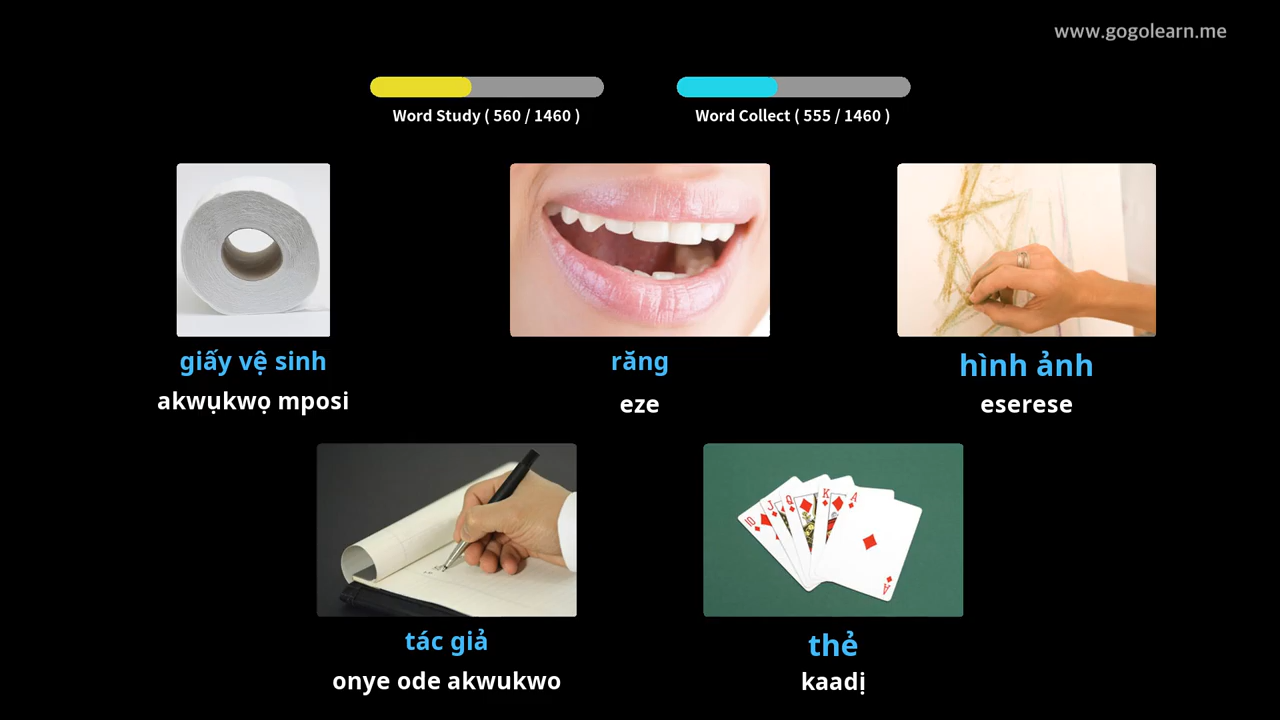 www.gogolearn.me
Word Study ( 560 / 1460 )
Word Collect ( 555 / 1460 )
giấy vệ sinh
akwụkwọ mposi
răng
eze
hình ảnh
eserese
tác giả
onye ode akwukwo
thẻ
kaadị
10
J
Q
K
A
A